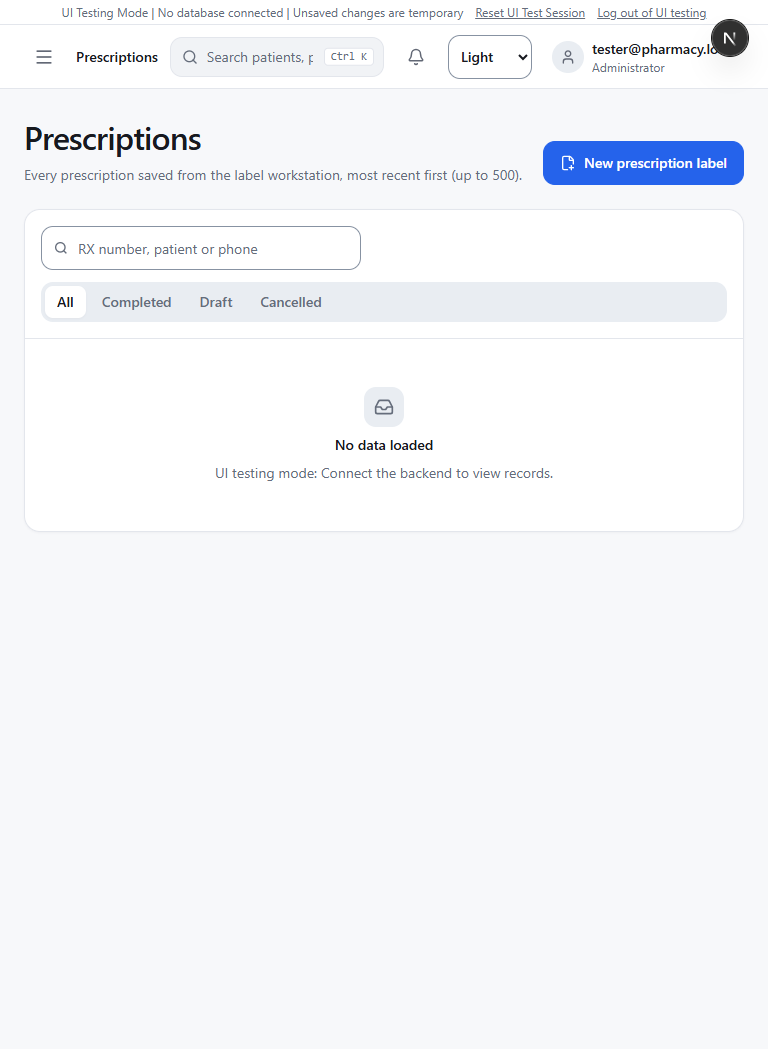 UI Testing Mode | No database connected | Unsaved changes are temporary Reset UI Test Session Log out of UI testing
Prescriptions
Search patients, p
Ctrl K
Light
tester@pharmacy.lo
Administrator
N
Prescriptions
Every prescription saved from the label workstation, most recent first (up to 500).
New prescription label
RX number, patient or phone
All Completed Draft Cancelled
No data loaded
UI testing mode: Connect the backend to view records.